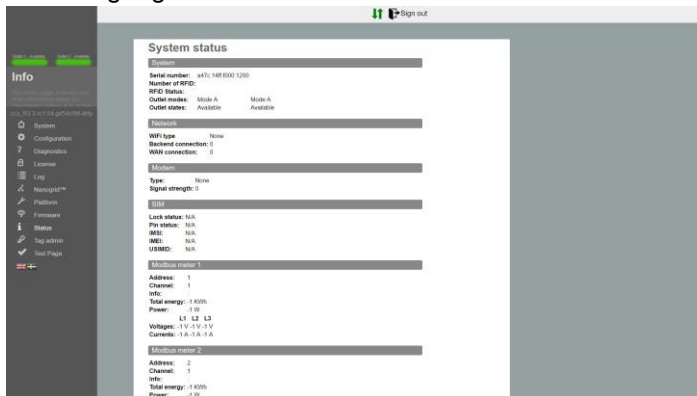 Sign out
System status
System
Serial number: a47c 14ff f000 1200
Number of RFID:
RFID Status:
Outlet modes: Mode A Mode A
Outlet states: Available Available
Network
WiFi type None
Backend connection: 0
WAN connection: 0
Modem
Type: None
Signal strength: 0
SIM
Lock status: N/A
Pin status: N/A
IMSI: N/A
IMEI: N/A
USIMID: N/A
Modbus meter 1
Address: 1
Channel: 1
Info:
Total energy: -1 KWh
Power: -1 W
L1 L2 L3
Voltages: -1 V -1 V -1 V
Currents: -1 A -1 A -1 A
Modbus meter 2
Address: 2
Channel: 1
Info:
Total energy: -1 KWh
Power: -1 W
Info
System
Configuration
Diagnostics
License
Log
Nanogrid™
Platform
Firmware
Status
Tag admin
Test Page